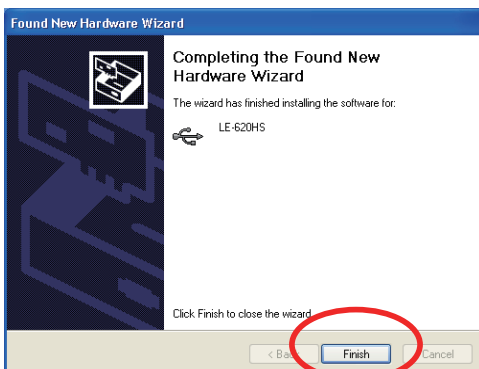 Found New Hardware Wizard
Completing the Found New
Hardware Wizard
The wizard has finished installing the software for:
LE-620HS
Click Finish to close the wizard.
< Back
Finish
Cancel